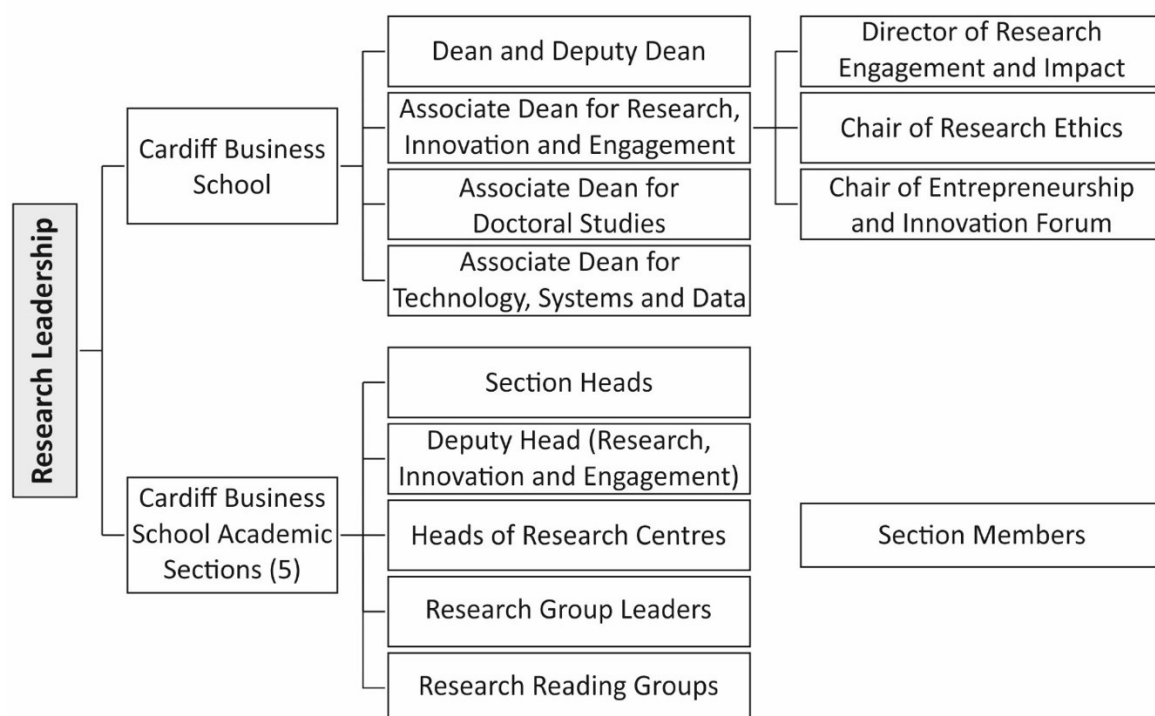 Research Leadership
Cardiff Business
School
Dean and Deputy Dean
Associate Dean for Research,
Innovation and Engagement
Associate Dean for
Doctoral Studies
Associate Dean for
Technology, Systems and Data
Director of Research
Engagement and Impact
Chair of Research Ethics
Chair of Entrepreneurship
and Innovation Forum
Cardiff Business
School Academic
Sections (5)
Section Heads
Deputy Head (Research,
Innovation and Engagement)
Heads of Research Centres
Research Group Leaders
Research Reading Groups
Section Members